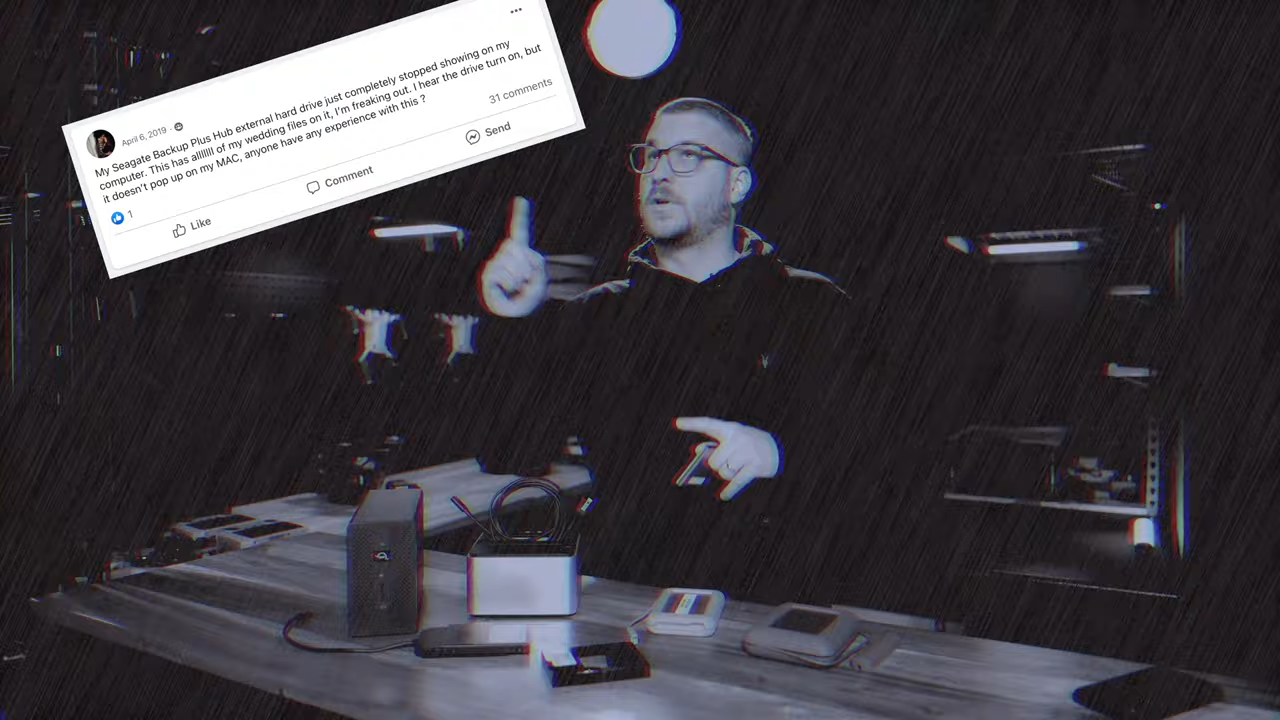 April 6, 2019 ·
My Seagate Backup Plus Hub external hard drive just completely stopped showing on my
computer. This has alllllll of my wedding files on it, I'm freaking out. I hear the drive turn on, but
it doesn't pop up on my MAC, anyone have any experience with this ?
1
31 comments
Like
Comment
Send